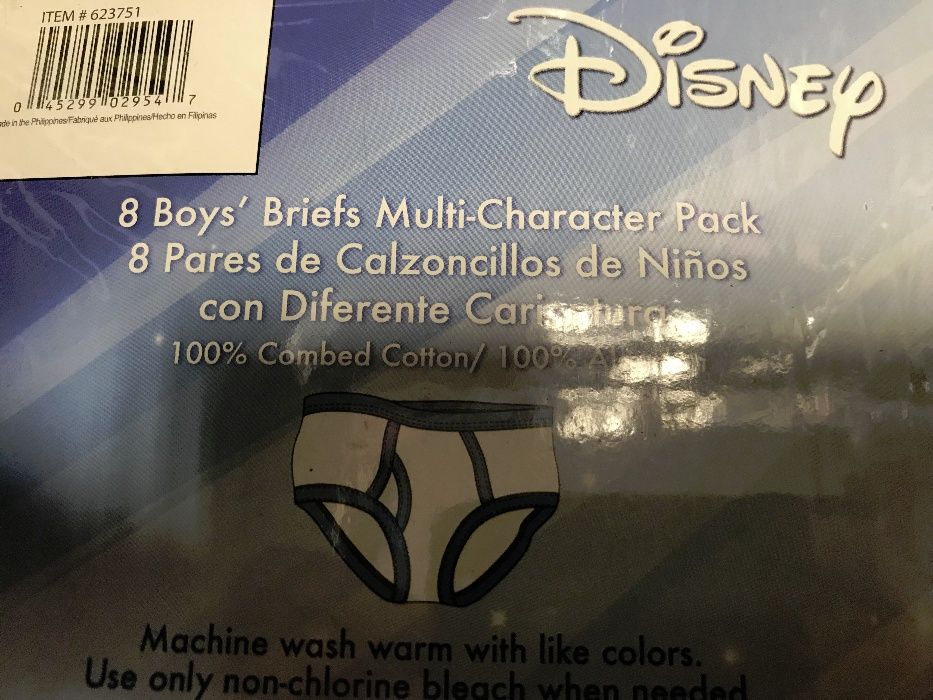 ITEM # 623751
0 45299 02954 7
de in the Philippines/Fabriqué aux Philippines/Hecho en Filipinas
Disney
8 Boys' Briefs Multi-Character Pack
8 Pares de Calzoncillos de Niños
con Diferente Caricatura
100% Combed Cotton/ 100%
Machine wash warm with like colors.
Use only non-chlorine bleach when needed